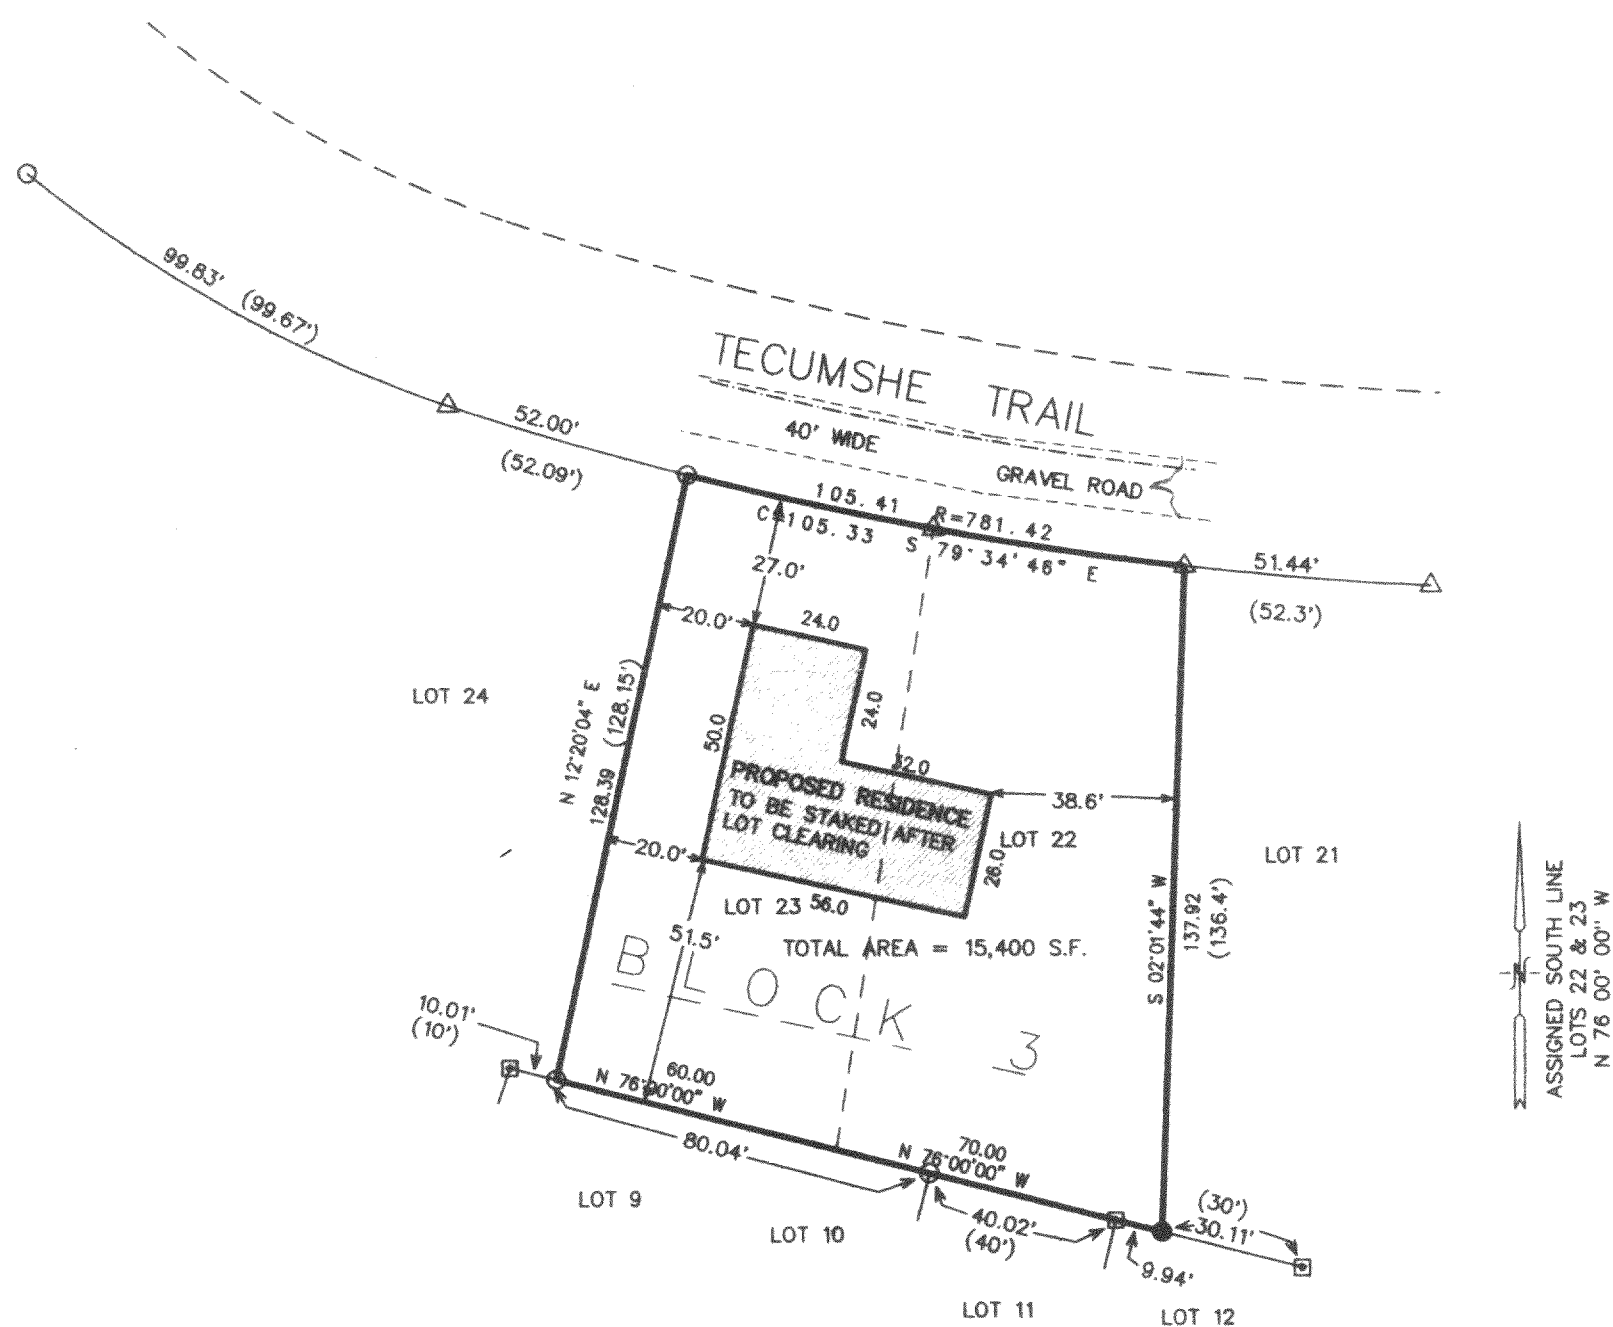 99.83' (99.67')
TECUMSHE TRAIL
52.00'
(52.09')
40' WIDE
GRAVEL ROAD
105.41 R=781.42
C=105.33 S 79°34'46" E
51.44'
(52.3')
27.0'
20.0'
24.0
LOT 24
N 12°20'04" E
128.39 (128.15')
50.0
24.0
32.0
PROPOSED RESIDENCE
TO BE STAKED AFTER
LOT CLEARING
38.6'
LOT 22
LOT 21
20.0'
26.0
LOT 23
56.0
51.5'
TOTAL AREA = 15,400 S.F.
S 02°01'44" W
137.92
(136.4')
BLOCK 3
N
ASSIGNED SOUTH LINE
LOTS 22 & 23
N 76 00' 00" W
10.01'
(10')
60.00
N 76°00'00" W
80.04'
70.00
N 76°00'00" W
LOT 9
LOT 10
40.02'
(40')
(30')
30.11'
9.94'
LOT 11
LOT 12